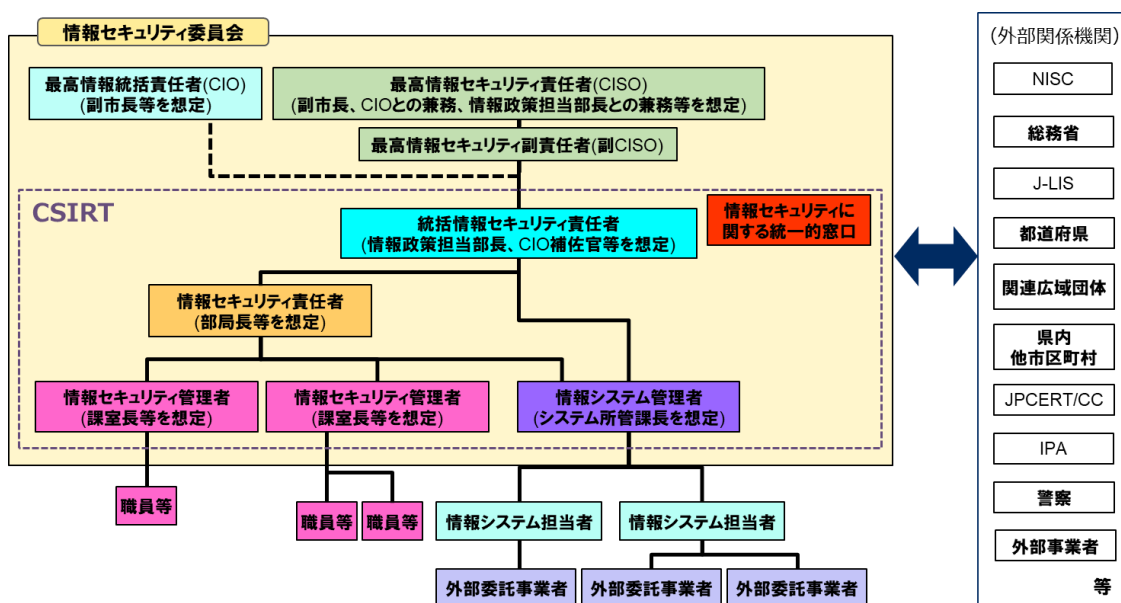 情報セキュリティ委員会
最高情報統括責任者(CIO)
(副市長等を想定)
最高情報セキュリティ責任者(CISO)
(副市長、CIOとの兼務、情報政策担当部長との兼務等を想定)
最高情報セキュリティ副責任者(副CISO)
CSIRT
統括情報セキュリティ責任者
(情報政策担当部長、CIO補佐官等を想定)
情報セキュリティに
関する統一的窓口
情報セキュリティ責任者
(部局長等を想定)
情報セキュリティ管理者
(課室長等を想定)
情報セキュリティ管理者
(課室長等を想定)
情報システム管理者
(システム所管課長を想定)
職員等
職員等
職員等
情報システム担当者
情報システム担当者
外部委託事業者
外部委託事業者
外部委託事業者
(外部関係機関)
NISC
総務省
J-LIS
都道府県
関連広域団体
県内
他市区町村
JPCERT/CC
IPA
警察
外部事業者
等